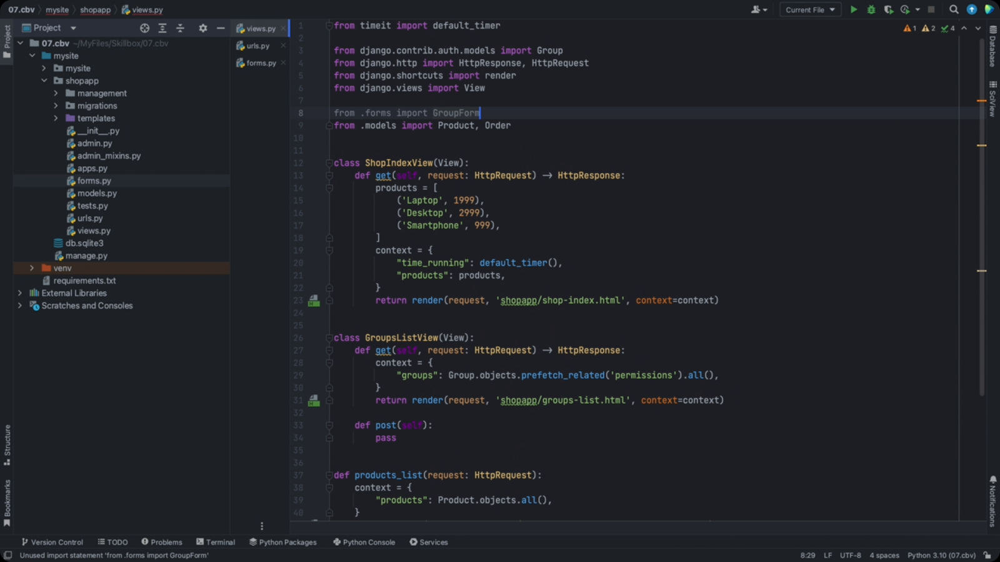 07.cbv mysite shopapp views.py
Current File
Project
07.cbv ~/MyFiles/Skillbox/07.cbv
mysite
mysite
shopapp
management
migrations
templates
__init__.py
admin.py
admin_mixins.py
apps.py
forms.py
models.py
tests.py
urls.py
views.py
db.sqlite3
manage.py
venv
requirements.txt
External Libraries
Scratches and Consoles
Project
Structure
Bookmarks
views.py
urls.py
forms.py
1 from timeit import default_timer
2
3 from django.contrib.auth.models import Group
4 from django.http import HttpResponse, HttpRequest
5 from django.shortcuts import render
6 from django.views import View
7
8 from .forms import GroupForm
9 from .models import Product, Order
10
11
12 class ShopIndexView(View):
13 def get(self, request: HttpRequest) → HttpResponse:
14 products = [
15 ('Laptop', 1999),
16 ('Desktop', 2999),
17 ('Smartphone', 999),
18 ]
19 context = {
20 "time_running": default_timer(),
21 "products": products,
22 }
23 return render(request, 'shopapp/shop-index.html', context=context)
24
25
26 class GroupsListView(View):
27 def get(self, request: HttpRequest) → HttpResponse:
28 context = {
29 "groups": Group.objects.prefetch_related('permissions').all(),
30 }
31 return render(request, 'shopapp/groups-list.html', context=context)
32
33 def post(self):
34 pass
35
36
37 def products_list(request: HttpRequest):
38 context = {
39 "products": Product.objects.all(),
40 }
1 2 4
Database
SciView
Notifications
Version Control TODO Problems Terminal Python Packages Python Console Services
Unused import statement 'from .forms import GroupForm' 8:29 LF UTF-8 4 spaces Python 3.10 (07.cbv)